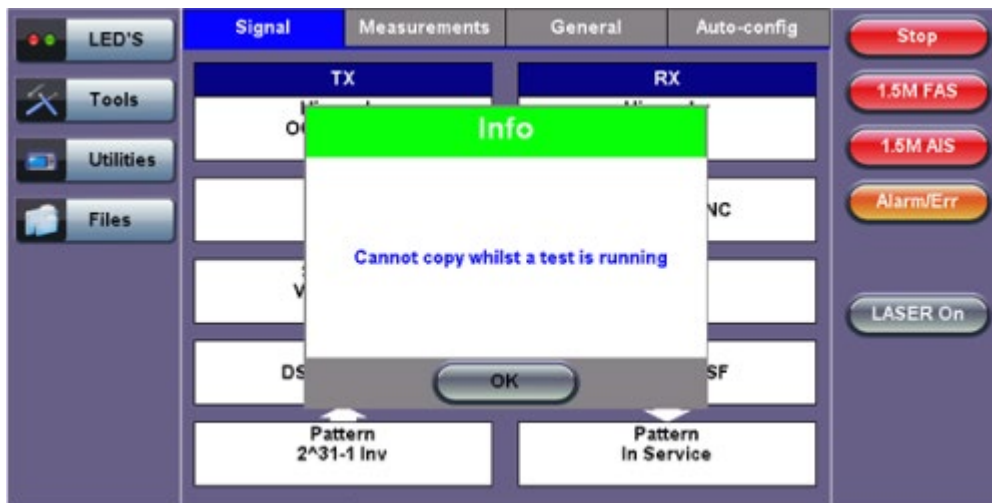 LED'S
Tools
Utilities
Files
Signal
Measurements
General
Auto-config
TX
RX
Info
NC
Cannot copy whilst a test is running
DS
SF
OK
Pattern
2^31-1 Inv
Pattern
In Service
Stop
1.5M FAS
1.5M AIS
Alarm/Err
LASER On